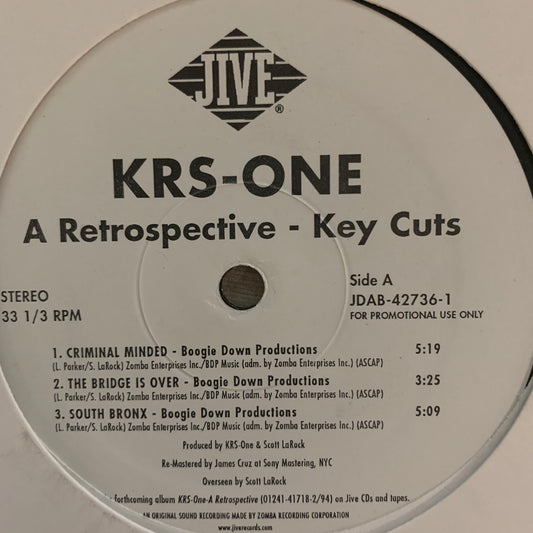 JIVE®
KRS-ONE
A Retrospective - Key Cuts
STEREO
33 1/3 RPM
Side A
JDAB-42736-1
FOR PROMOTIONAL USE ONLY
1. CRIMINAL MINDED - Boogie Down Productions 5:19
(L. Parker/S. LaRock) Zomba Enterprises Inc./BDP Music (adm. by Zomba Enterprises Inc.) (ASCAP)
2. THE BRIDGE IS OVER - Boogie Down Productions 3:25
(L. Parker/S. LaRock) Zomba Enterprises Inc./BDP Music (adm. by Zomba Enterprises Inc.) (ASCAP)
3. SOUTH BRONX - Boogie Down Productions 5:09
(L. Parker/S. LaRock) Zomba Enterprises Inc./BDP Music (adm. by Zomba Enterprises Inc.) (ASCAP)
Produced by KRS-One & Scott LaRock
Re-Mastered by James Cruz at Sony Mastering, NYC
Overseen by Scott LaRock
forthcoming album KRS-One-A Retrospective (01241-41718-2/94) on Jive CDs and tapes.
AN ORIGINAL SOUND RECORDING MADE BY ZOMBA RECORDING CORPORATION
www.jiverecords.com